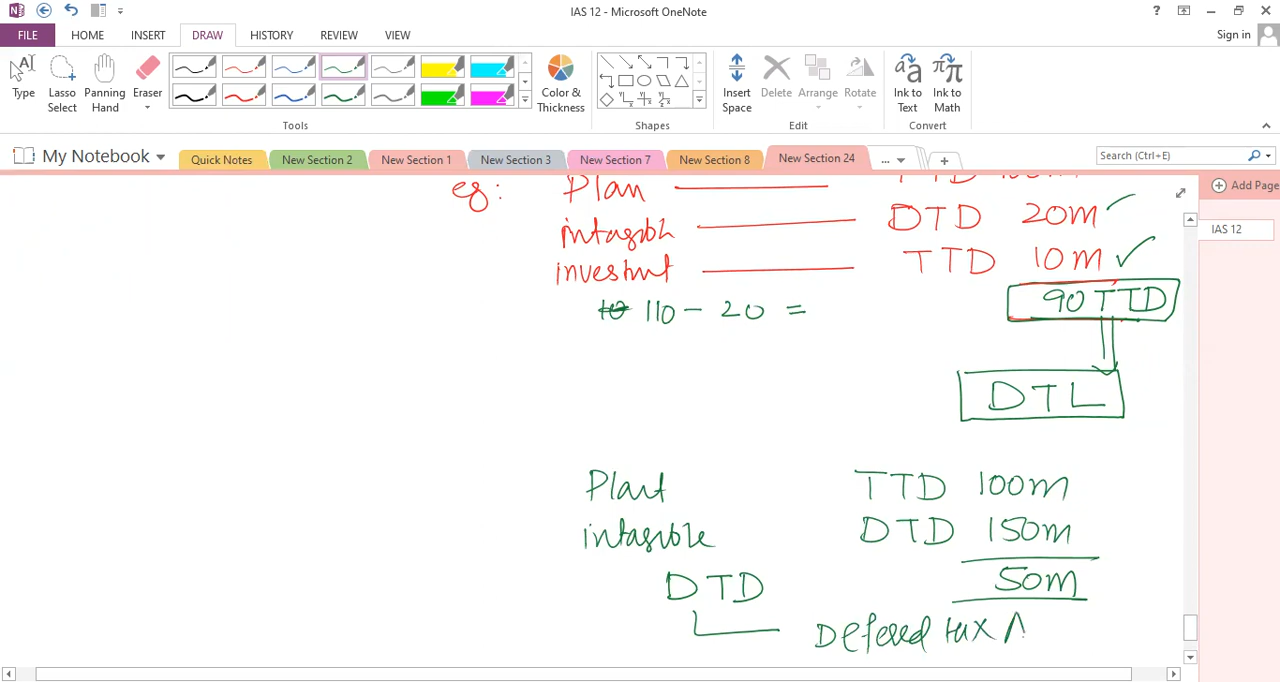 IAS 12 - Microsoft OneNote
? Sign in
FILE HOME INSERT DRAW HISTORY REVIEW VIEW
Type Lasso Select Panning Hand Eraser Color & Thickness Insert Space Delete Arrange Rotate Ink to Text Ink to Math
Tools Shapes Edit Convert
My Notebook Quick Notes New Section 2 New Section 1 New Section 3 New Section 7 New Section 8 New Section 24 ... + Search (Ctrl+E)
Add Page
IAS 12
eg: Plan
intagible DTD 20m
investmt TTD 10m
110 - 20 = 90 TTD
DTL
Plant TTD 100m
intagible DTD 150m
DTD 50m
Defered tax A